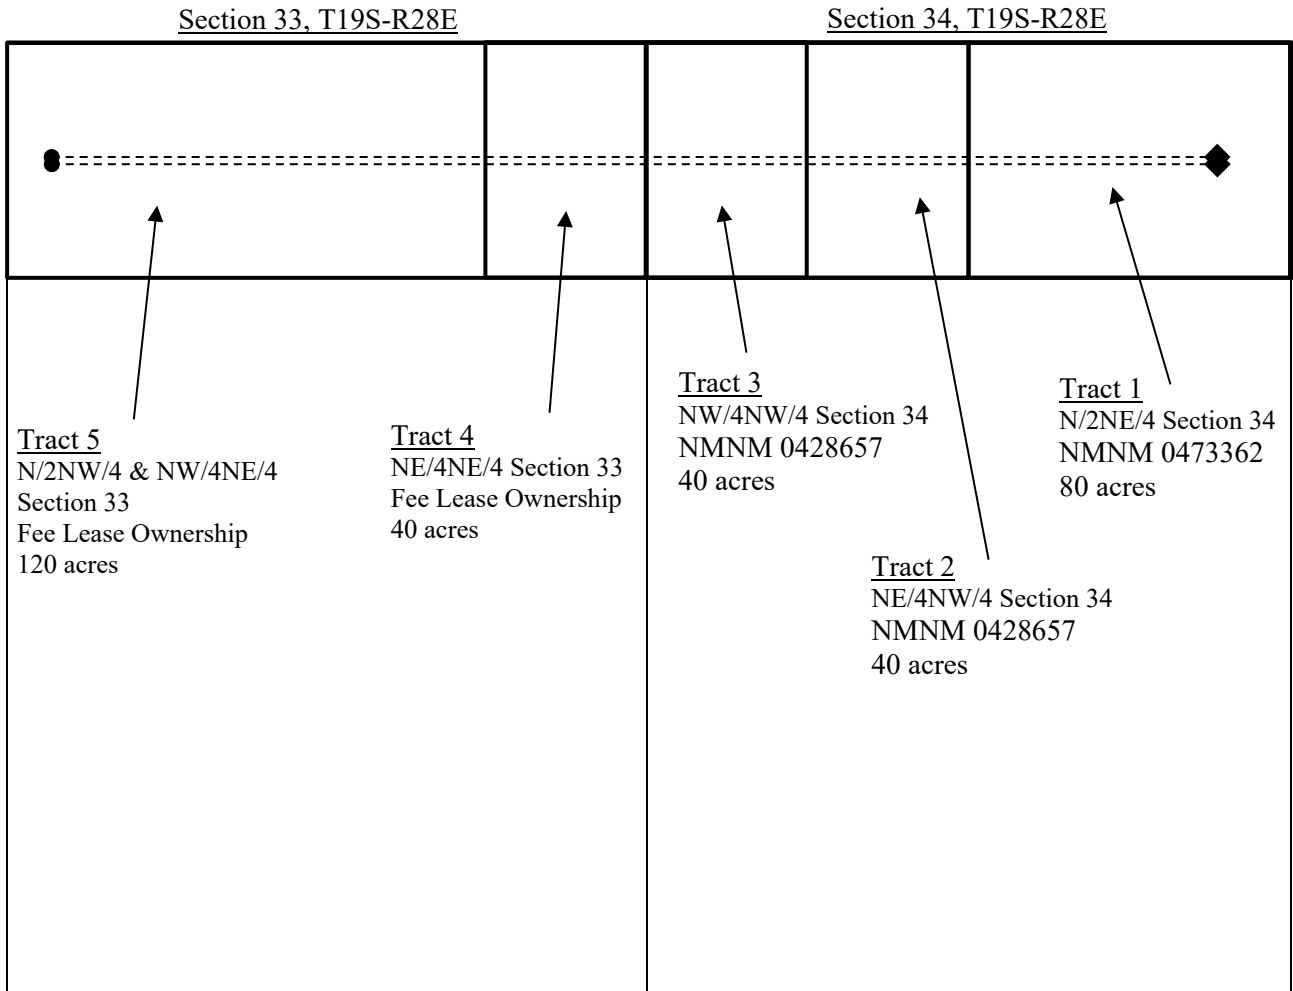 Section 33, T19S-R28E
Section 34, T19S-R28E
Tract 5
N/2NW/4 & NW/4NE/4
Section 33
Fee Lease Ownership
120 acres
Tract 4
NE/4NE/4 Section 33
Fee Lease Ownership
40 acres
Tract 3
NW/4NW/4 Section 34
NMNM 0428657
40 acres
Tract 2
NE/4NW/4 Section 34
NMNM 0428657
40 acres
Tract 1
N/2NE/4 Section 34
NMNM 0473362
80 acres